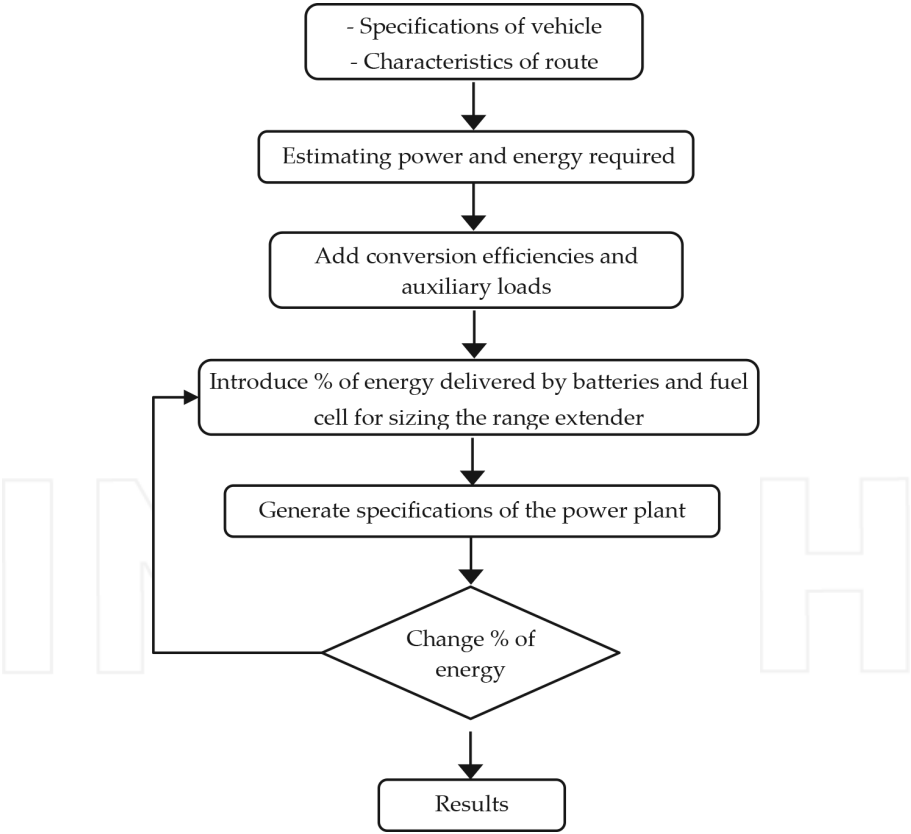 - Specifications of vehicle
- Characteristics of route
Estimating power and energy required
Add conversion efficiencies and
auxiliary loads
Introduce % of energy delivered by batteries and fuel
cell for sizing the range extender
Generate specifications of the power plant
Change % of
energy
Results